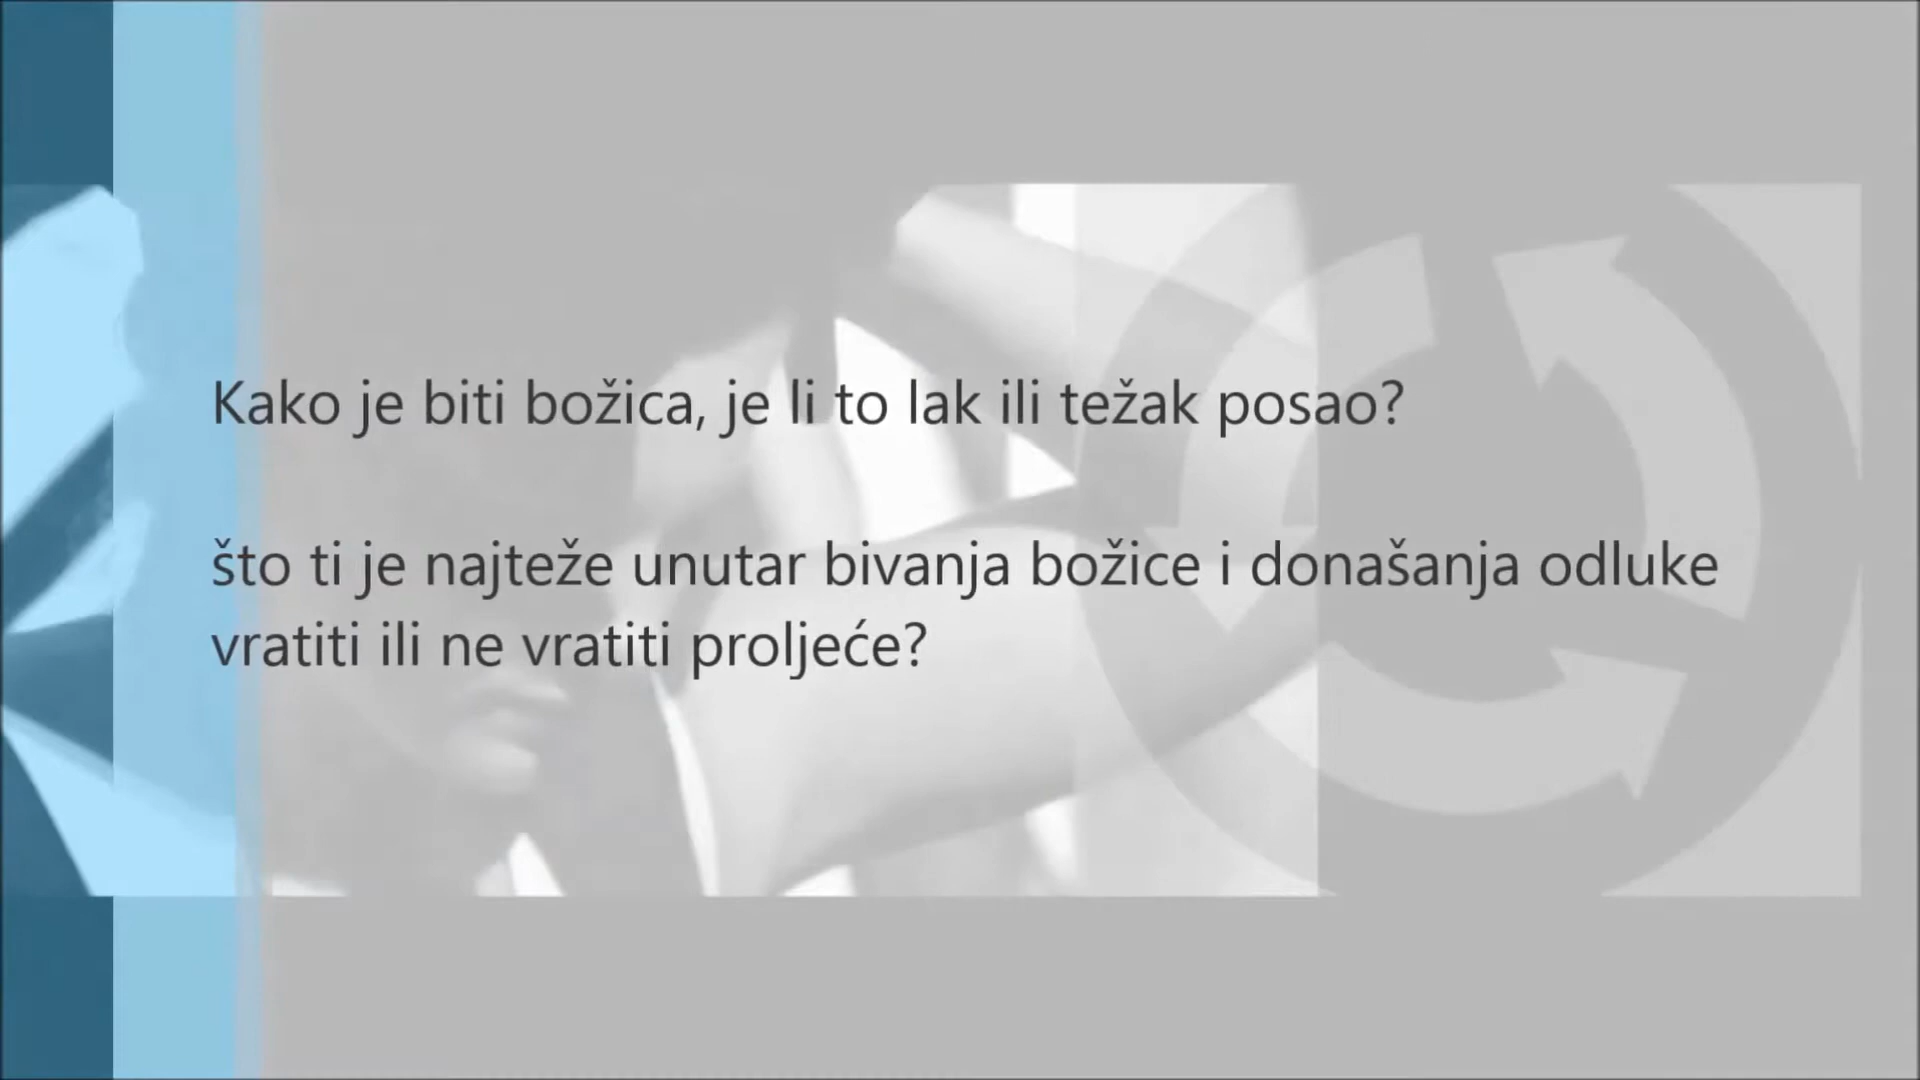 Kako je biti božica, je li to lak ili težak posao?
što ti je najteže unutar bivanja božice i donašanja odluke
vratiti ili ne vratiti proljeće?